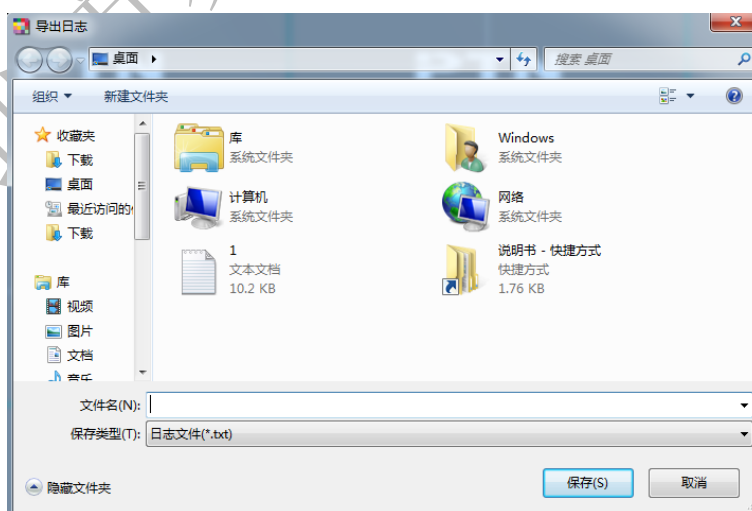 导出日志
桌面
搜索 桌面
组织 新建文件夹
收藏夹
下载
桌面
最近访问的
下载
库
视频
图片
文档
音乐
库
系统文件夹
Windows
系统文件夹
计算机
系统文件夹
网络
系统文件夹
1
文本文档
10.2 KB
说明书 - 快捷方式
快捷方式
1.76 KB
文件名(N):
保存类型(T): 日志文件(*.txt)
隐藏文件夹
保存(S) 取消